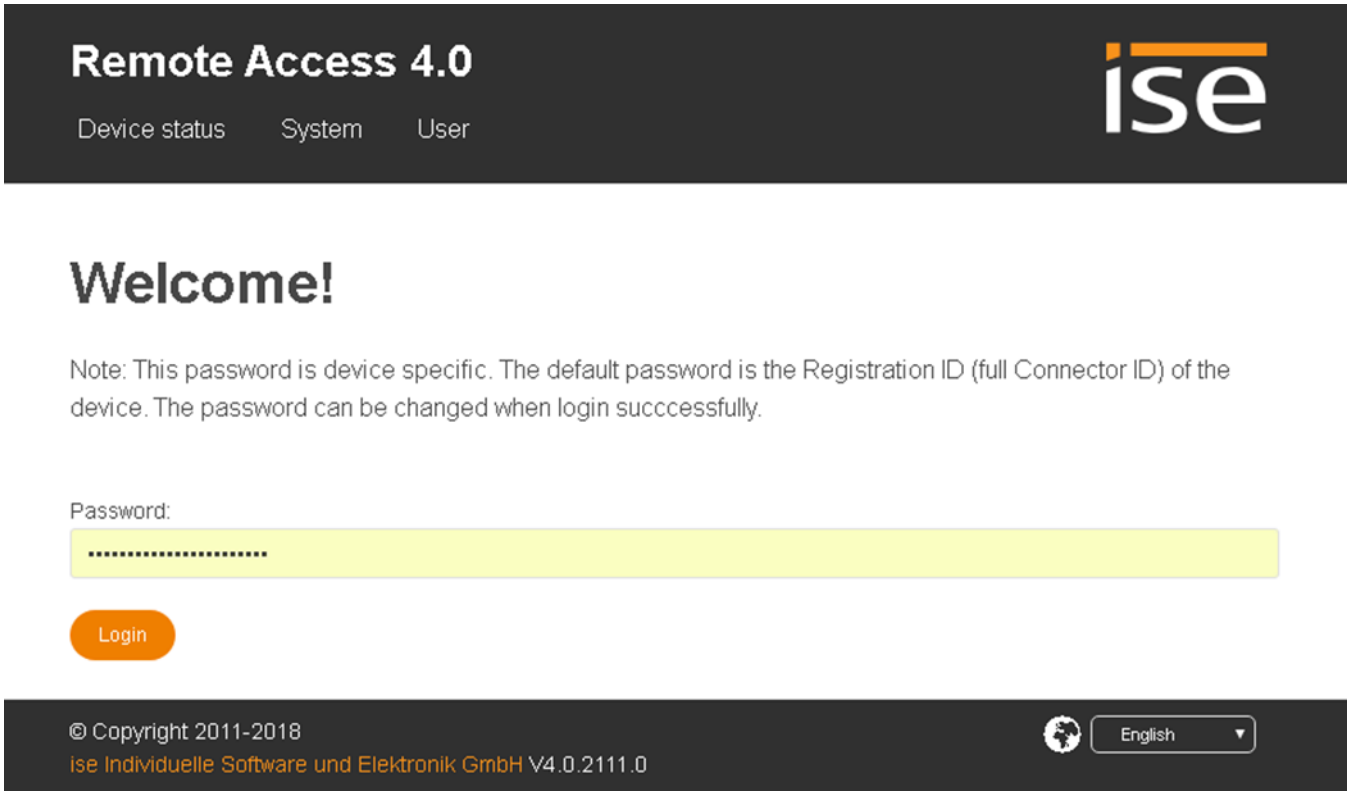 Remote Access 4.0
ise
Device status System User
Welcome!
Note: This password is device specific. The default password is the Registration ID (full Connector ID) of the
device. The password can be changed when login succcessfully.
Password:
•••••••••••••••••••••••
Login
© Copyright 2011-2018
English
ise Individuelle Software und Elektronik GmbH V4.0.2111.0